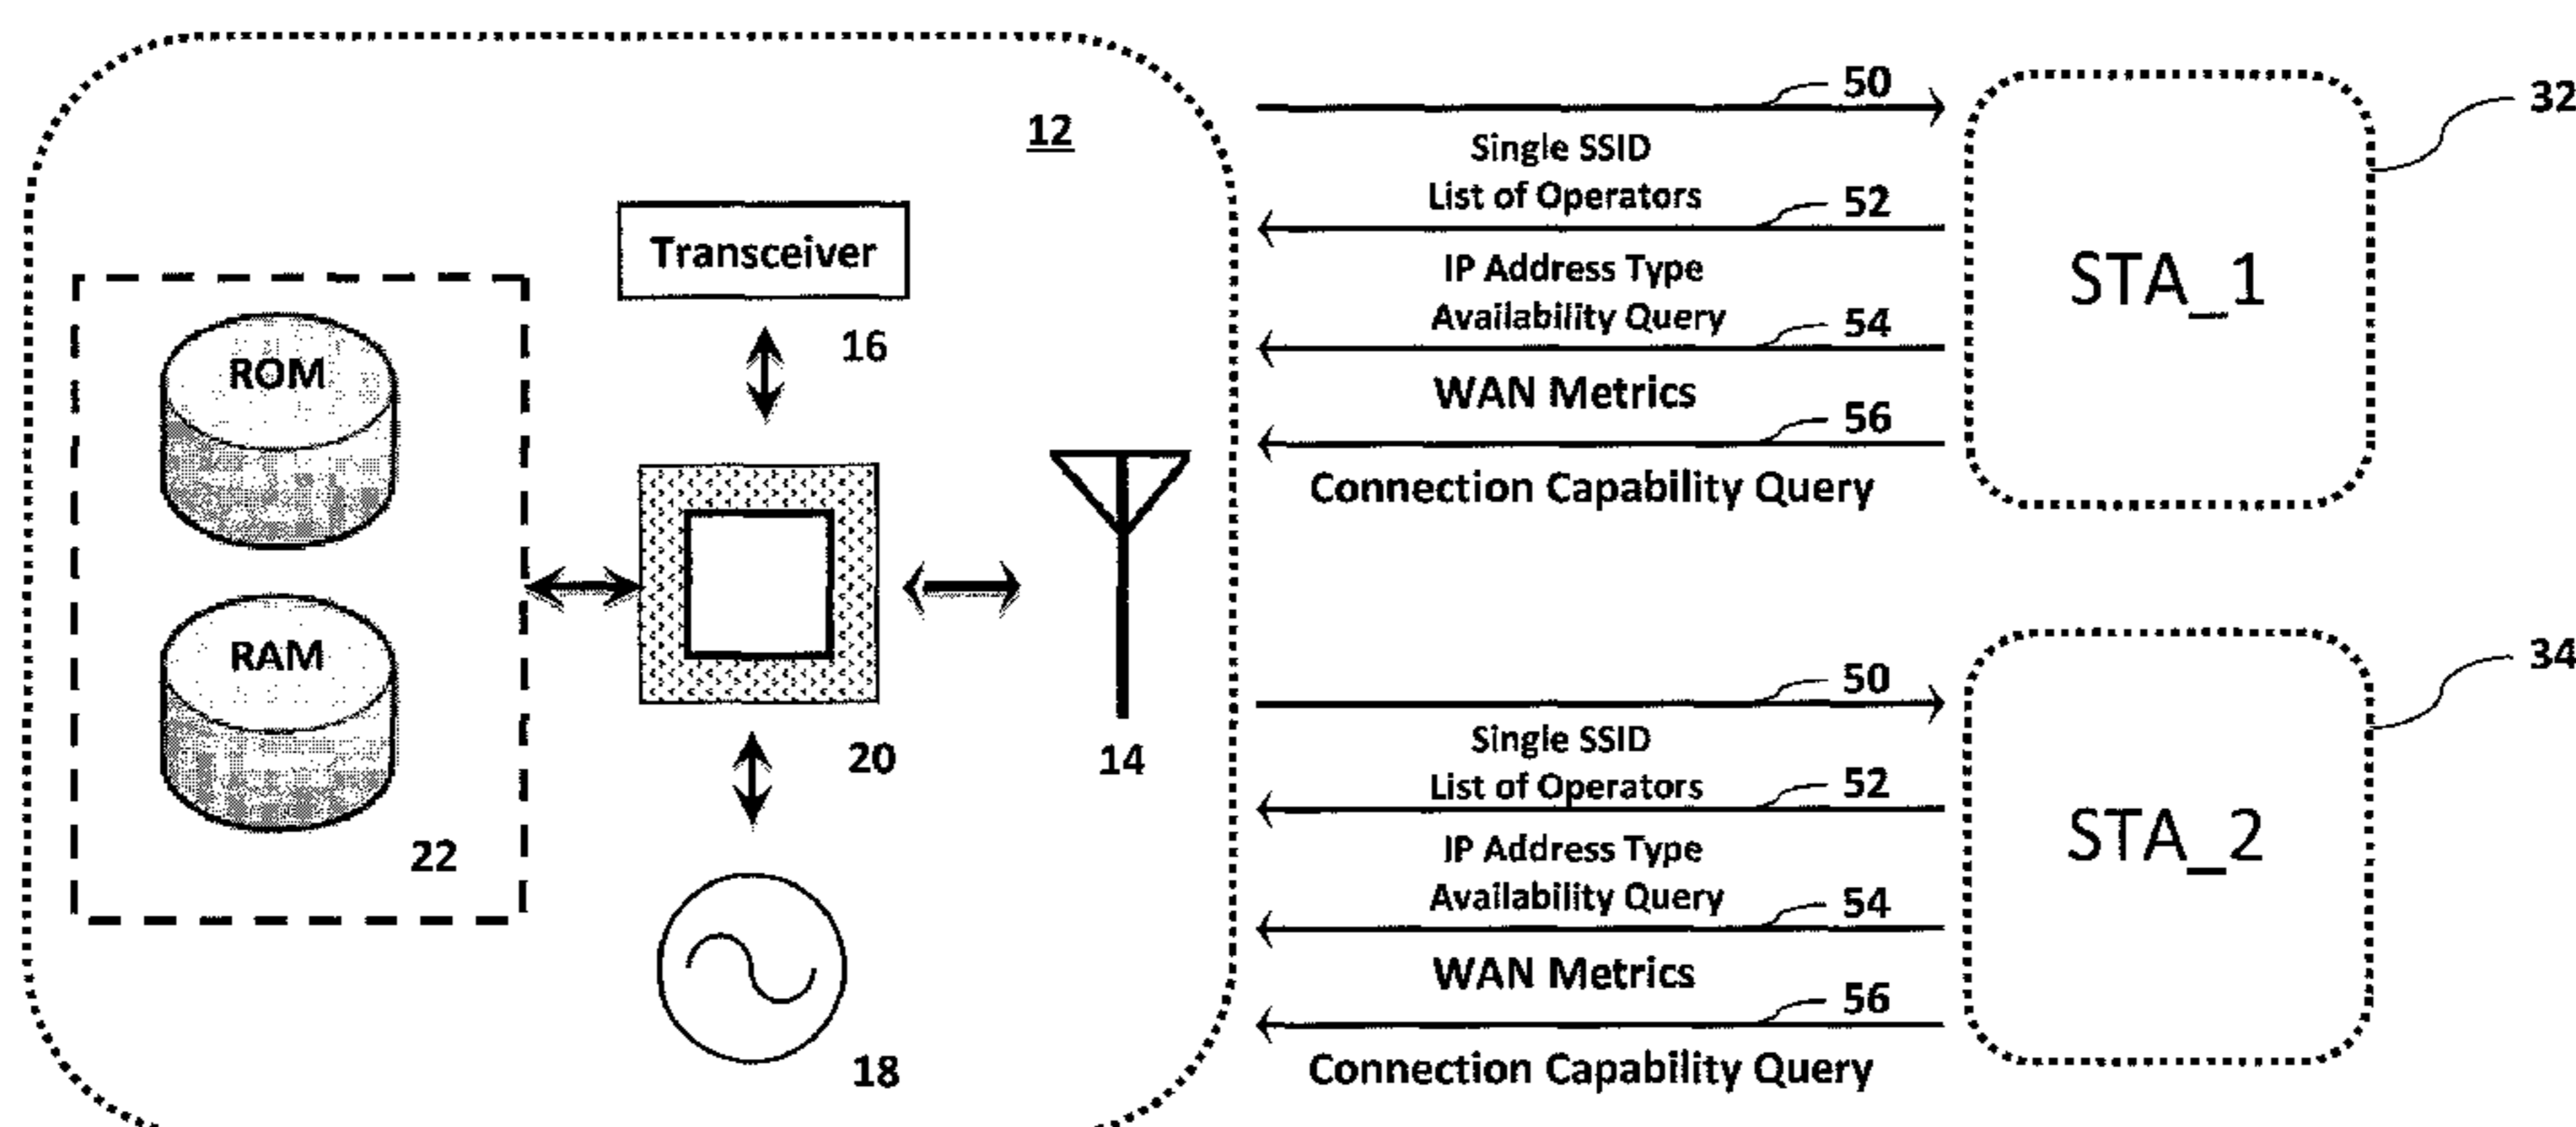 12
Transceiver
16
ROM
RAM
22
20
14
18
50
Single SSID
List of Operators
52
IP Address Type
Availability Query
54
WAN Metrics
56
Connection Capability Query
STA_1
32
50
Single SSID
List of Operators
52
IP Address Type
Availability Query
54
WAN Metrics
56
Connection Capability Query
STA_2
34